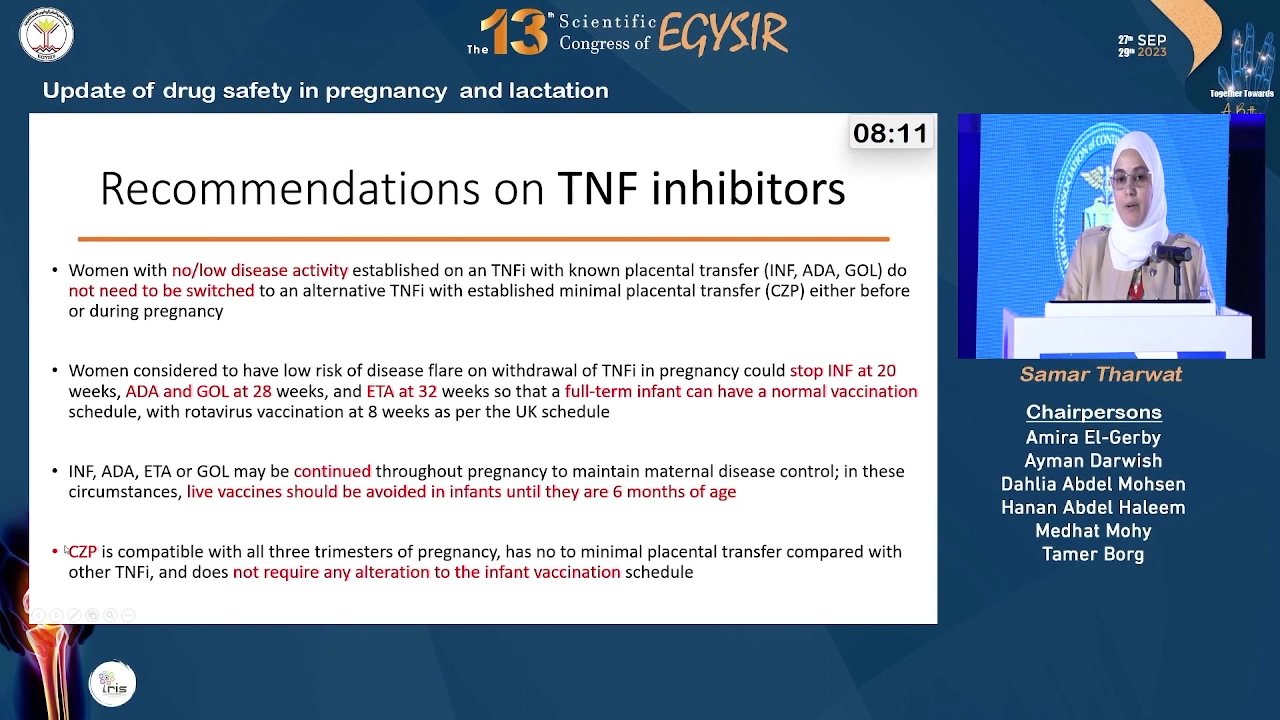 The 13th Scientific Congress of EGYSIR
27th SEP
29th 2023
Together Towards
Update of drug safety in pregnancy and lactation
08:11
Recommendations on TNF inhibitors
• Women with no/low disease activity established on an TNFi with known placental transfer (INF, ADA, GOL) do
not need to be switched to an alternative TNFi with established minimal placental transfer (CZP) either before
or during pregnancy
• Women considered to have low risk of disease flare on withdrawal of TNFi in pregnancy could stop INF at 20
weeks, ADA and GOL at 28 weeks, and ETA at 32 weeks so that a full-term infant can have a normal vaccination
schedule, with rotavirus vaccination at 8 weeks as per the UK schedule
• INF, ADA, ETA or GOL may be continued throughout pregnancy to maintain maternal disease control; in these
circumstances, live vaccines should be avoided in infants until they are 6 months of age
• CZP is compatible with all three trimesters of pregnancy, has no to minimal placental transfer compared with
other TNFi, and does not require any alteration to the infant vaccination schedule
Samar Tharwat
Chairpersons
Amira El-Gerby
Ayman Darwish
Dahlia Abdel Mohsen
Hanan Abdel Haleem
Medhat Mohy
Tamer Borg
iris